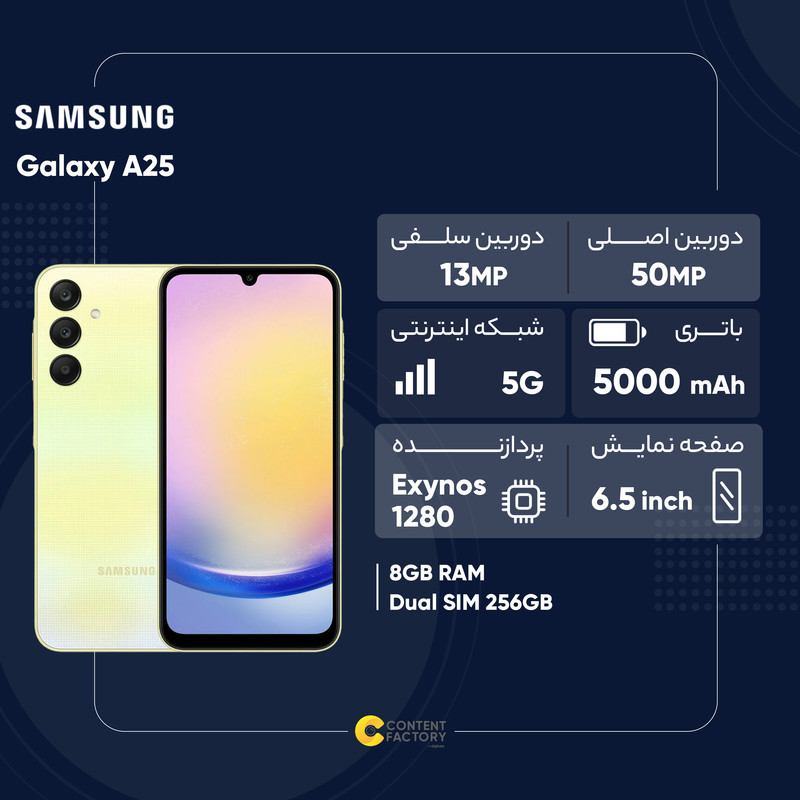 SAMSUNG
Galaxy A25
دوربین اصلی
50MP
دوربین سلفی
13MP
باتری
5000 mAh
شبکه اینترنتی
5G
صفحه نمایش
6.5 inch
پردازنده
Exynos
1280
8GB RAM
Dual SIM 256GB
SAMSUNG
CONTENT
FACTORY